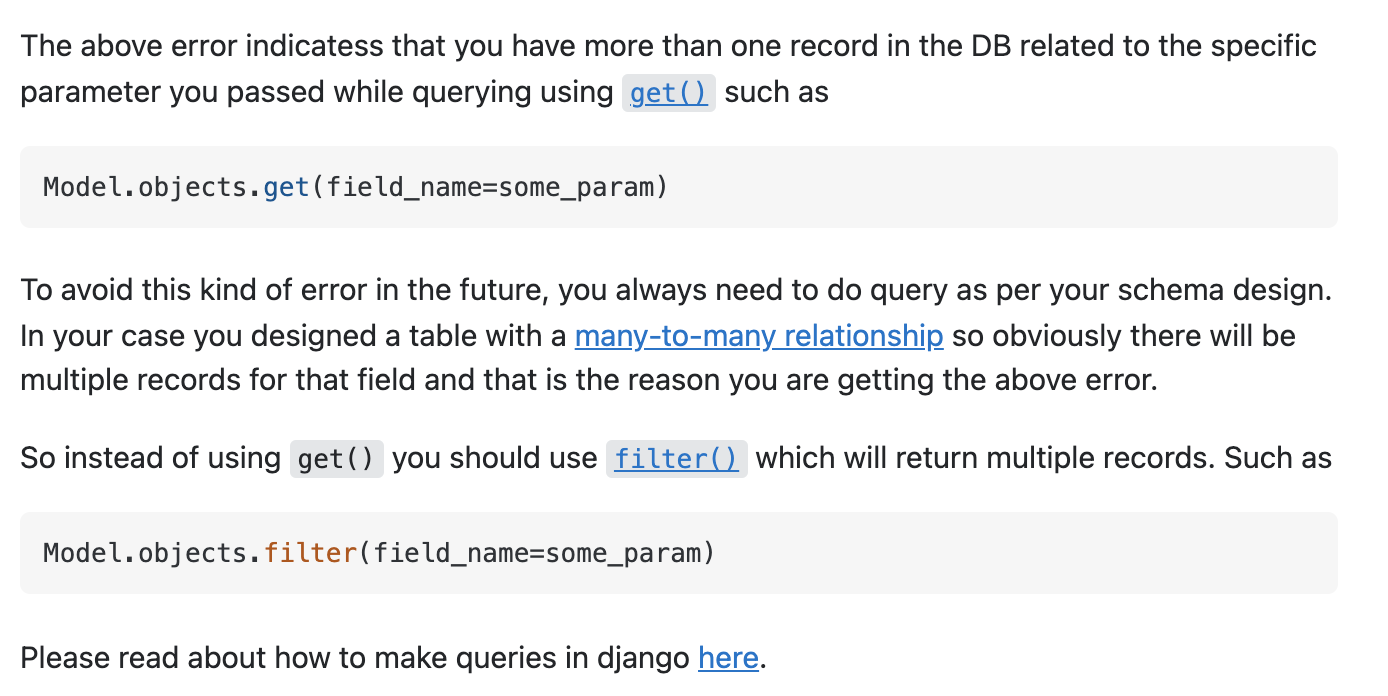 The above error indicatess that you have more than one record in the DB related to the specific
parameter you passed while querying using get() such as
Model.objects.get(field_name=some_param)
To avoid this kind of error in the future, you always need to do query as per your schema design.
In your case you designed a table with a many-to-many relationship so obviously there will be
multiple records for that field and that is the reason you are getting the above error.
So instead of using get() you should use filter() which will return multiple records. Such as
Model.objects.filter(field_name=some_param)
Please read about how to make queries in django here.